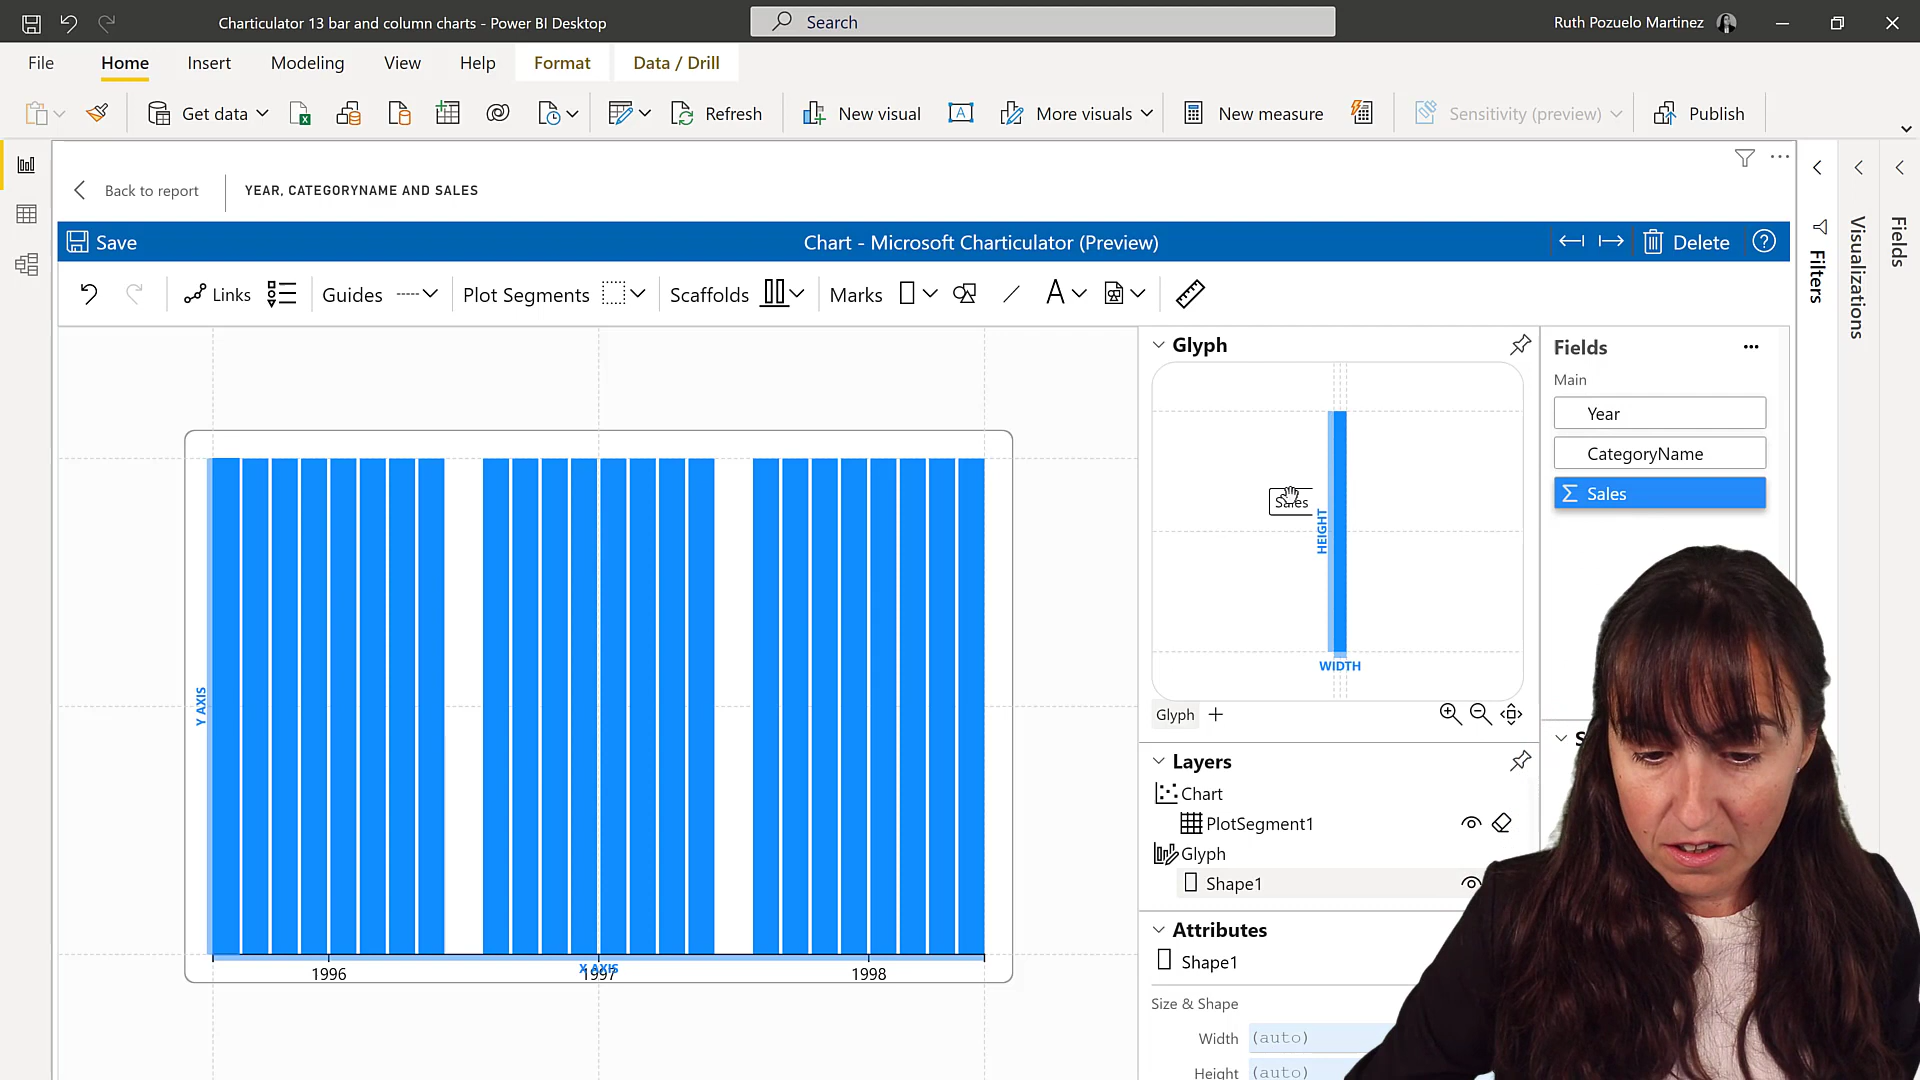 Charticulator 13 bar and column charts - Power BI Desktop
Search
Ruth Pozuelo Martinez
File Home Insert Modeling View Help Format Data / Drill
Get data Refresh New visual More visuals New measure Sensitivity (preview) Publish
Back to report YEAR, CATEGORYNAME AND SALES
Save Chart - Microsoft Charticulator (Preview) Delete
Links Guides Plot Segments Scaffolds Marks
Glyph
HEIGHT
Sales
WIDTH
Glyph
Fields
Main
Year
CategoryName
Sales
Filters
Visualizations
Fields
Y AXIS
X AXIS
1996 1997 1998
Layers
Chart
PlotSegment1
Glyph
Shape1
Attributes
Shape1
Size & Shape
Width (auto)
Height (auto)